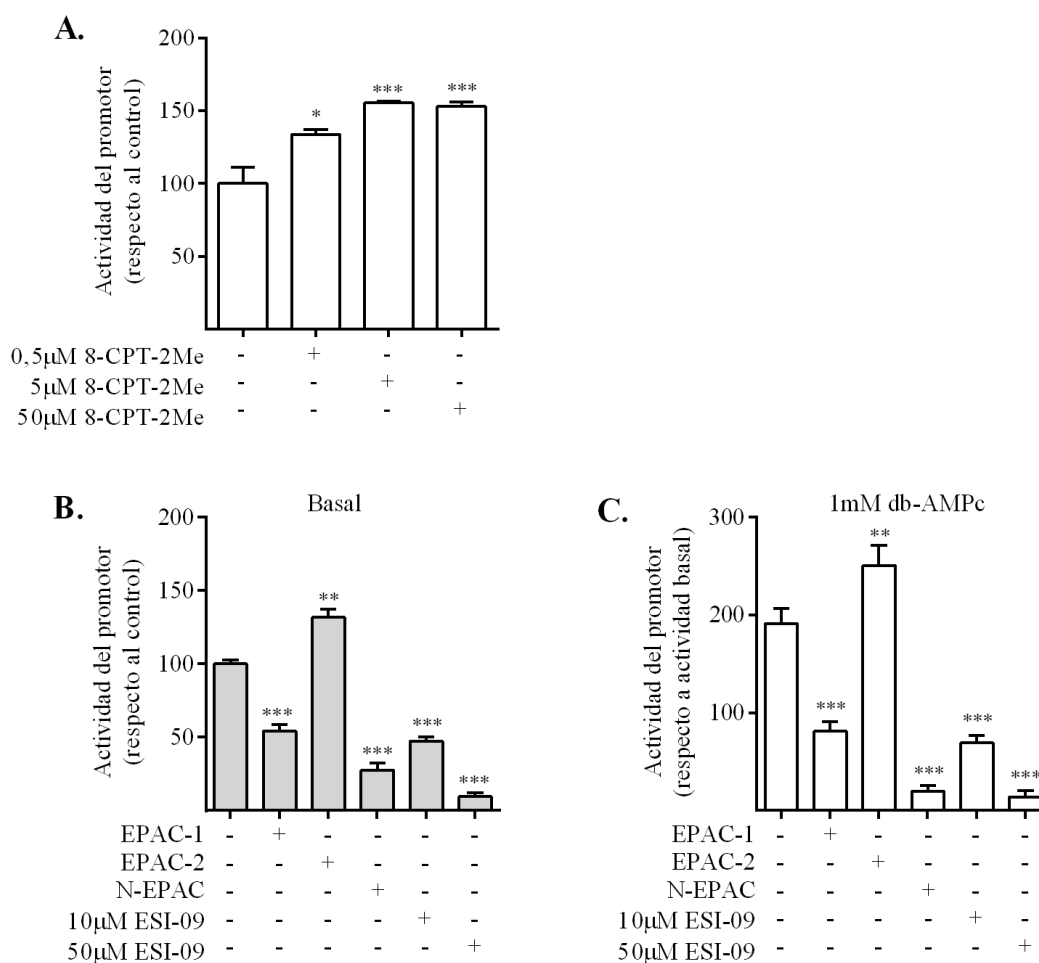 A.
Actividad del promotor
(respecto al control)
200
150
100
50
*
***
***
0,5µM 8-CPT-2Me - + - -
5µM 8-CPT-2Me - - + -
50µM 8-CPT-2Me - - - +
B.
Basal
Actividad del promotor
(respecto al control)
200
150
100
50
***
**
***
***
***
EPAC-1 - + - - - -
EPAC-2 - - + - - -
N-EPAC - - - + - -
10µM ESI-09 - - - - + -
50µM ESI-09 - - - - - +
C.
1mM db-AMPc
Actividad del promotor
(respecto a actividad basal)
300
200
100
***
**
***
***
***
EPAC-1 - + - - - -
EPAC-2 - - + - - -
N-EPAC - - - + - -
10µM ESI-09 - - - - + -
50µM ESI-09 - - - - - +